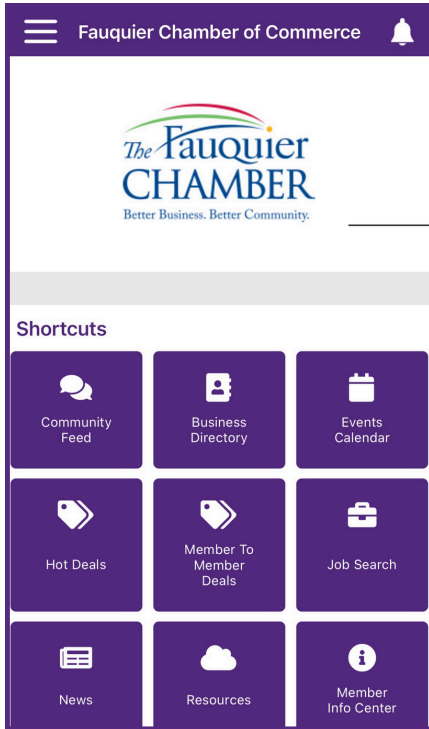 Fauquier Chamber of Commerce
The Fauquier
CHAMBER
Better Business. Better Community.
Shortcuts
Community
Feed
Business
Directory
Events
Calendar
Hot Deals
Member To
Member
Deals
Job Search
News
Resources
Member
Info Center